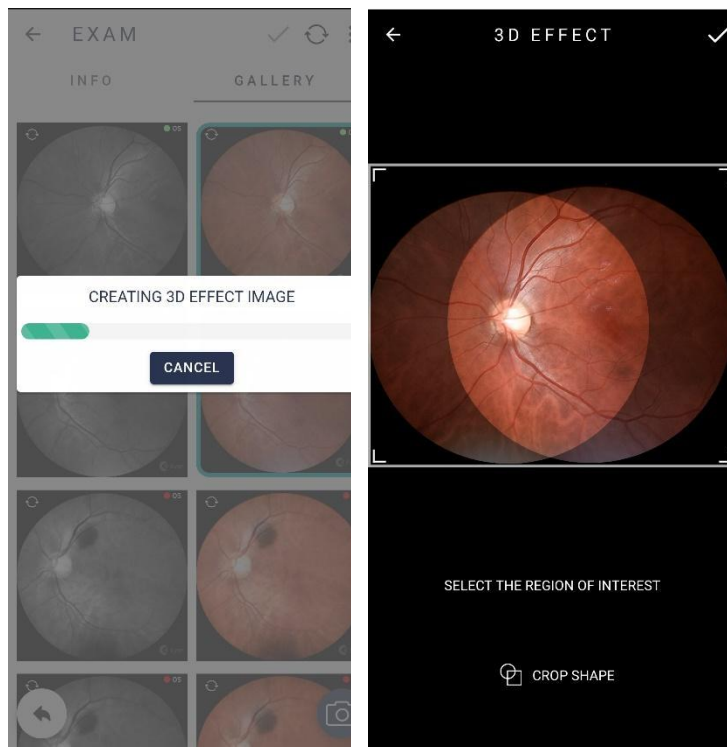 EXAM
INFO
GALLERY
OS
CREATING 3D EFFECT IMAGE
CANCEL
OS
OS
3D EFFECT
SELECT THE REGION OF INTEREST
CROP SHAPE